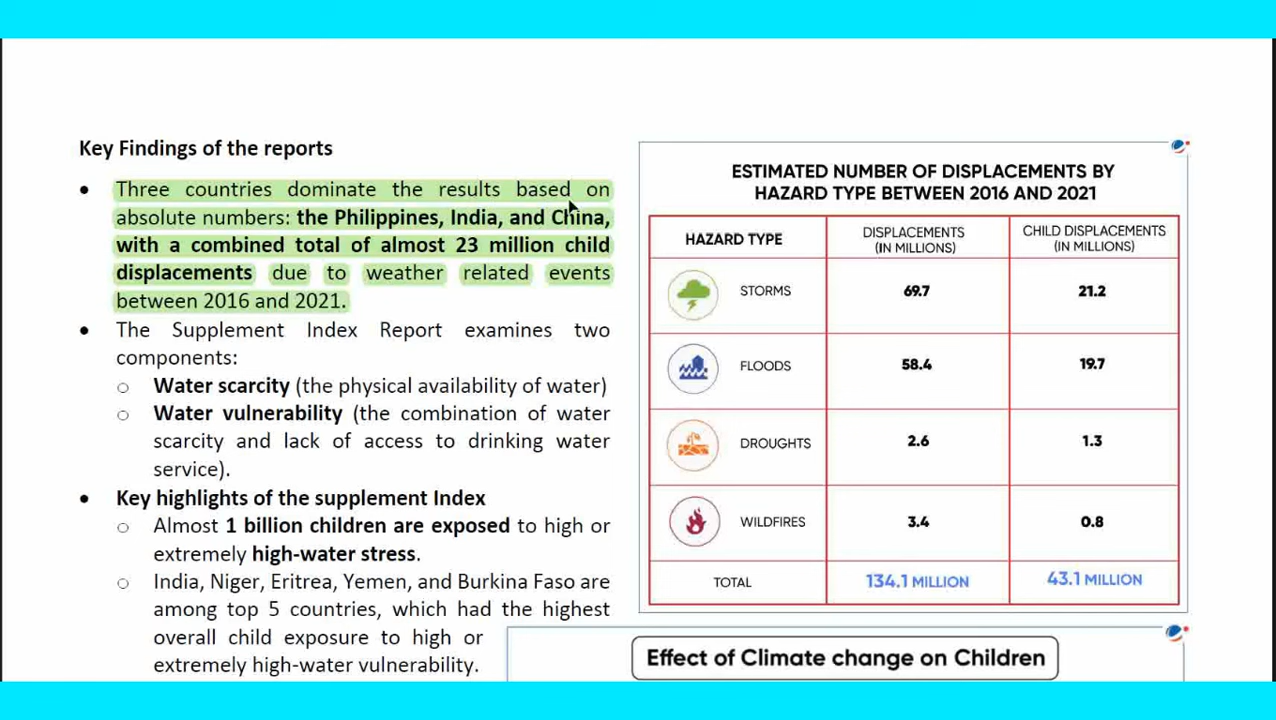 Key Findings of the reports
• Three countries dominate the results based on
absolute numbers: the Philippines, India, and China,
with a combined total of almost 23 million child
displacements due to weather related events
between 2016 and 2021.
• The Supplement Index Report examines two
components:
○ Water scarcity (the physical availability of water)
○ Water vulnerability (the combination of water
scarcity and lack of access to drinking water
service).
• Key highlights of the supplement Index
○ Almost 1 billion children are exposed to high or
extremely high-water stress.
○ India, Niger, Eritrea, Yemen, and Burkina Faso are
among top 5 countries, which had the highest
overall child exposure to high or
extremely high-water vulnerability.
ESTIMATED NUMBER OF DISPLACEMENTS BY
HAZARD TYPE BETWEEN 2016 AND 2021
HAZARD TYPE DISPLACEMENTS (IN MILLIONS) CHILD DISPLACEMENTS (IN MILLIONS)
STORMS 69.7 21.2
FLOODS 58.4 19.7
DROUGHTS 2.6 1.3
WILDFIRES 3.4 0.8
TOTAL 134.1 MILLION 43.1 MILLION
Effect of Climate change on Children